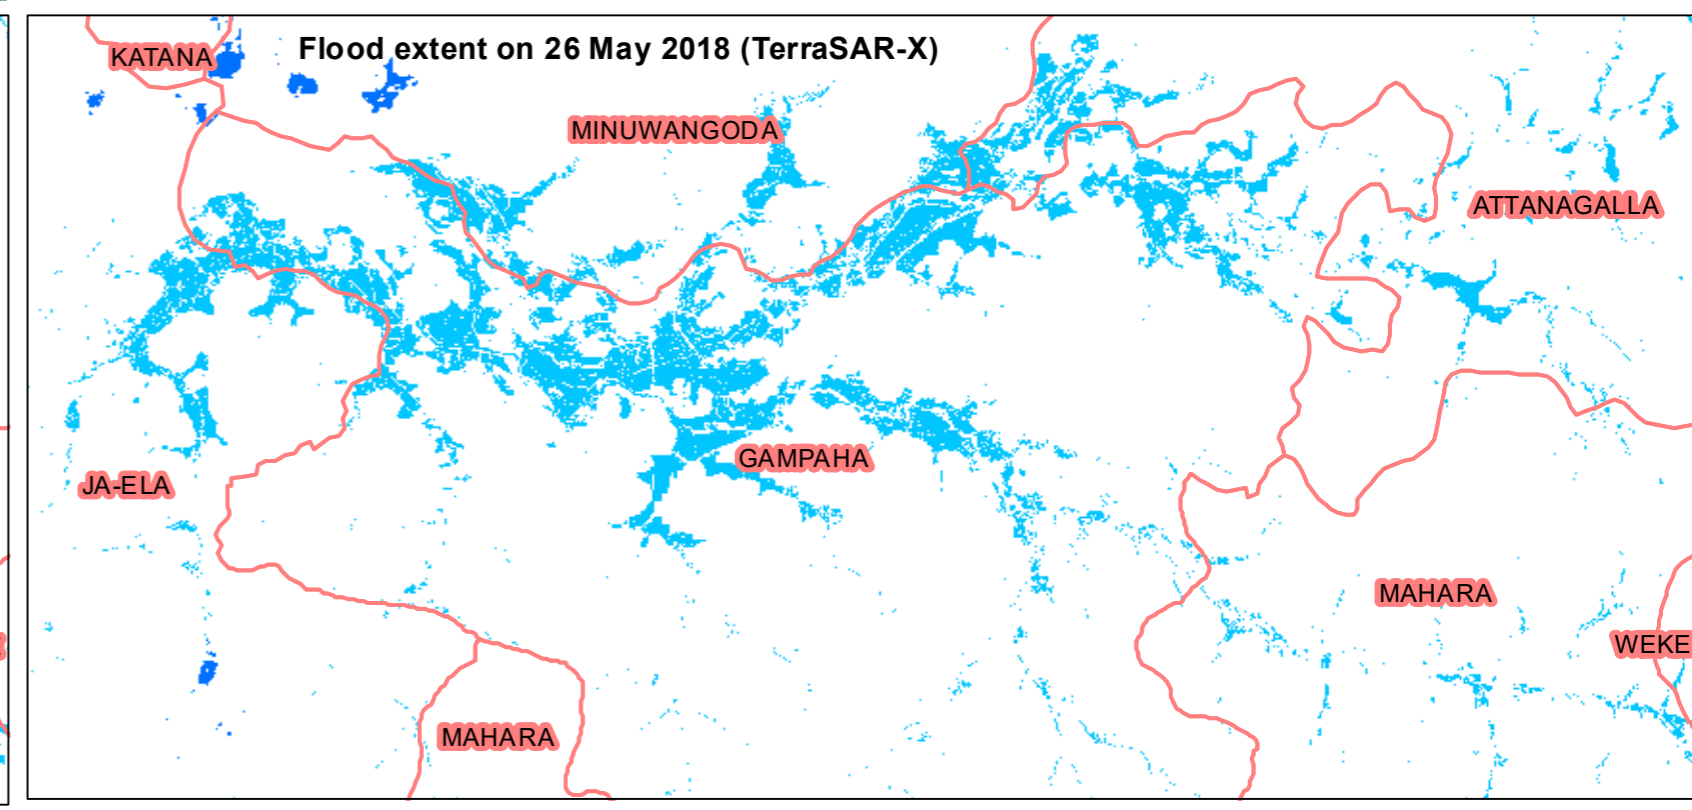 KATANA
Flood extent on 26 May 2018 (TerraSAR-X)
MINUWANGODA
ATTANAGALLA
GAMPAHA
JA-ELA
MAHARA
WEKE
MAHARA